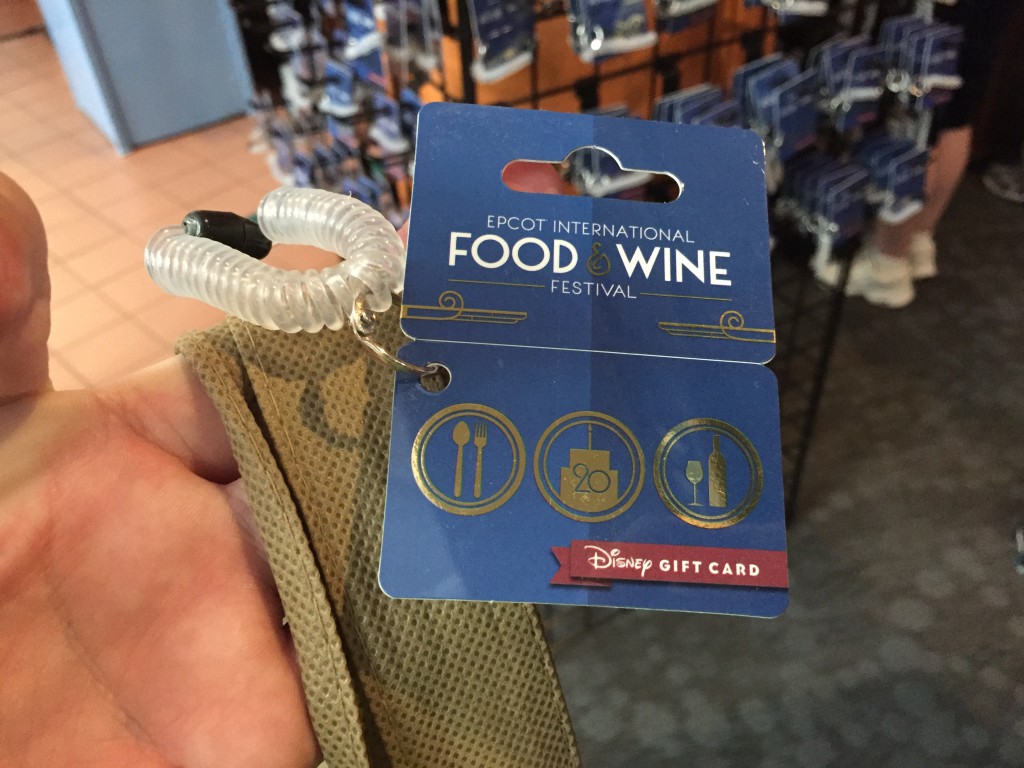 EPCOT INTERNATIONAL
FOOD & WINE
FESTIVAL
20
Disney GIFT CARD